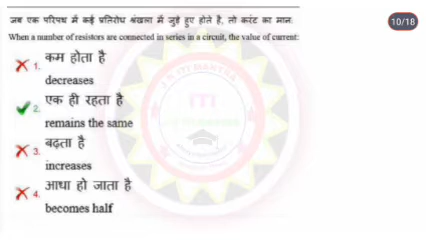 जब एक परिपथ में कई प्रतिरोध श्रंखला में जुड़े हुए होते है, तो करंट का मान:
10/18
When a number of resistors are connected in series in a circuit, the value of current:
1. कम होता है
decreases
2. एक ही रहता है
remains the same
3. बढ़ता है
increases
4. आधा हो जाता है
becomes half
ITI